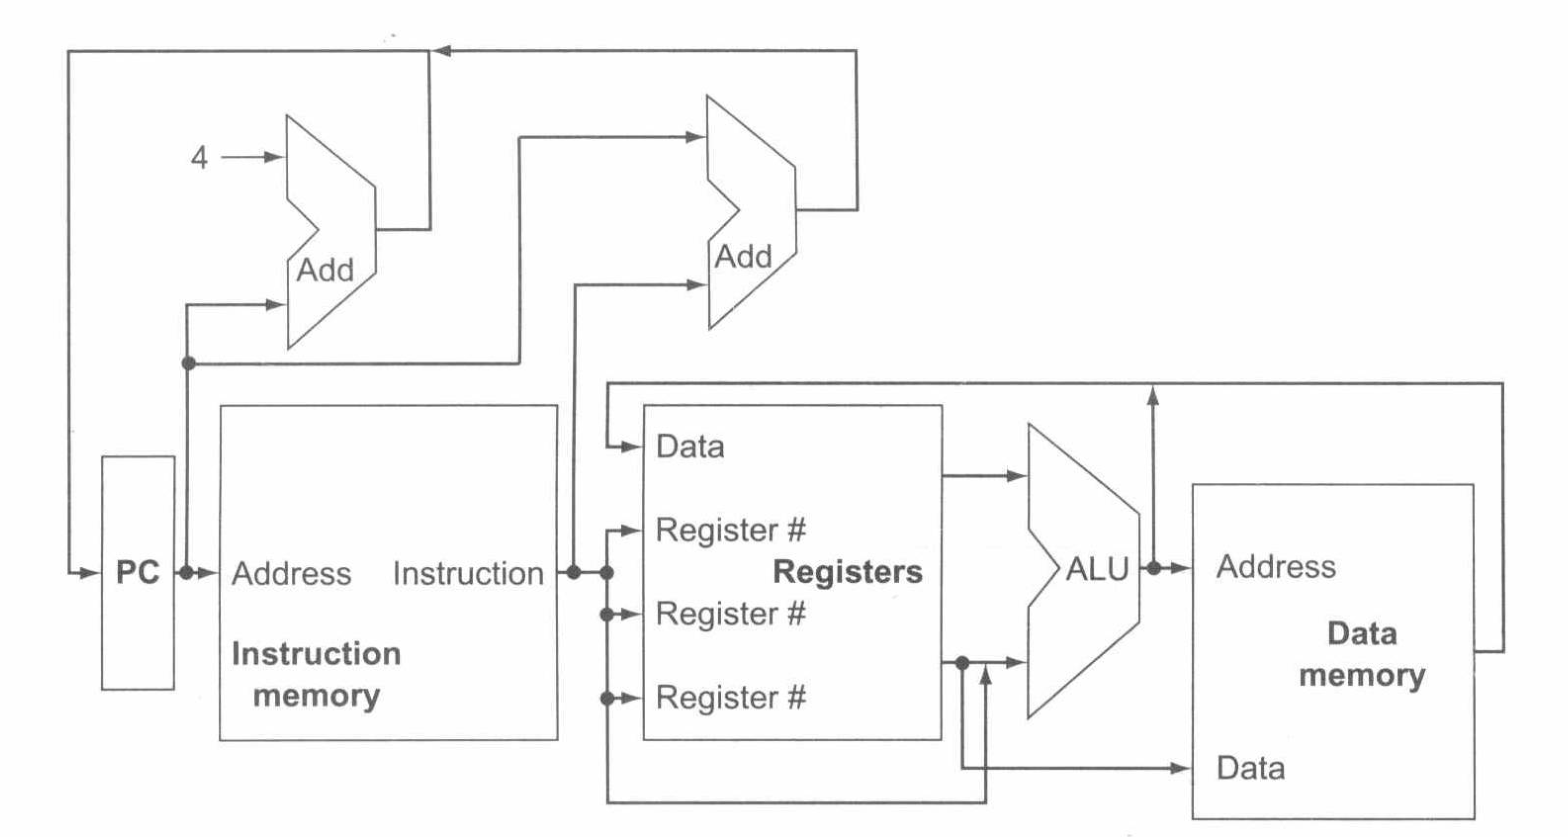 4
Add
Add
Data
Register #
Registers
Register #
Register #
PC
Address
Instruction
Instruction
memory
ALU
Address
Data
memory
Data